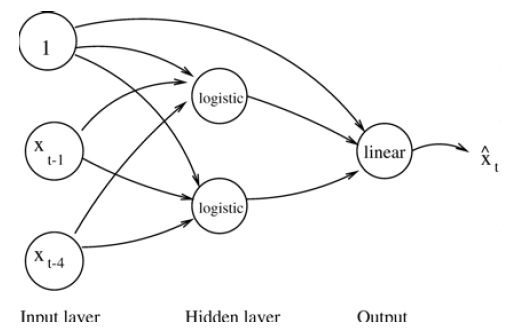 1
logistic
x t-1
linear
x̂ t
logistic
x t-4
Input layer Hidden layer Output